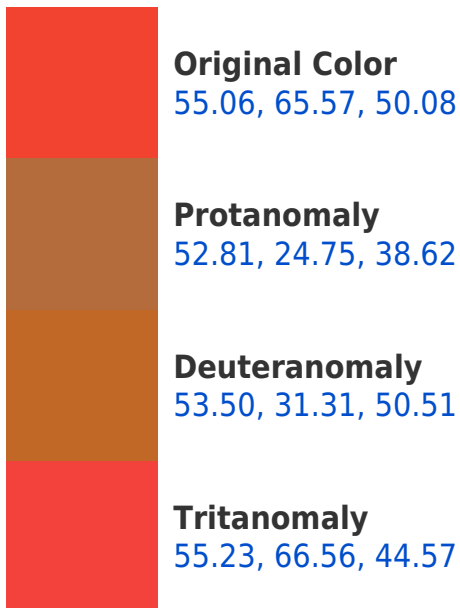 Original Color
55.06, 65.57, 50.08
Protanomaly
52.81, 24.75, 38.62
Deuteranomaly
53.50, 31.31, 50.51
Tritanomaly
55.23, 66.56, 44.57